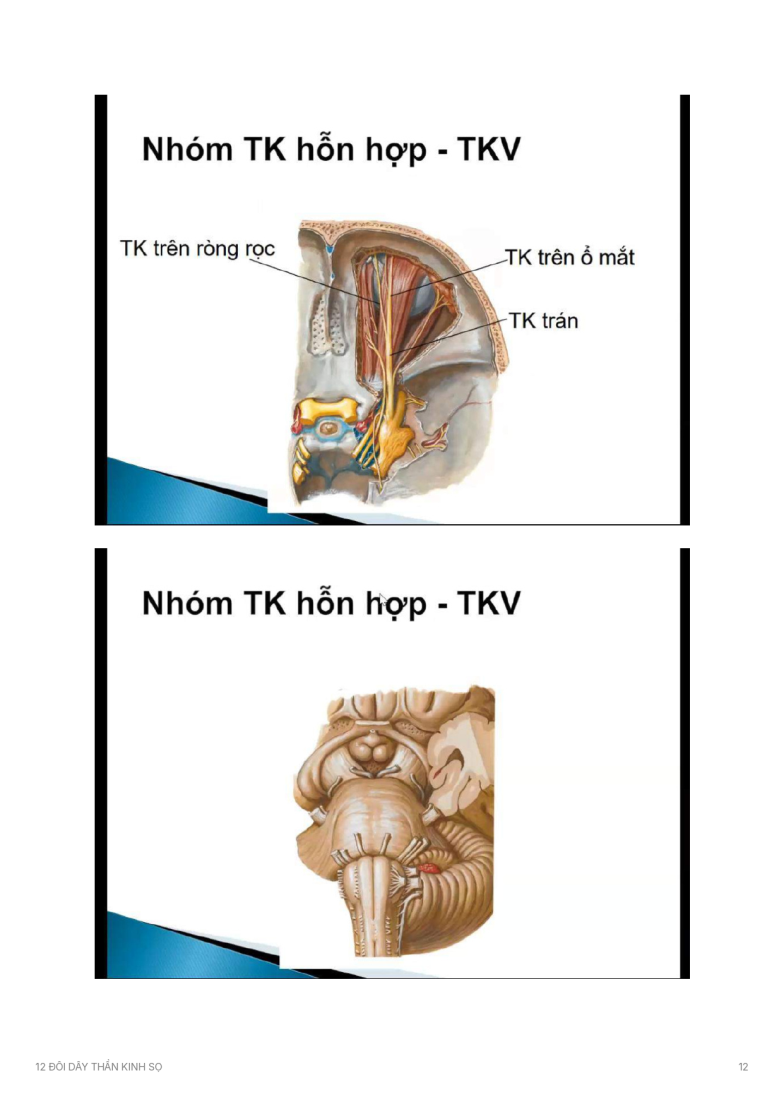 Nhóm TK hỗn hợp - TKV
TK trên ròng rọc
TK trên ổ mắt
TK trán
Nhóm TK hỗn hợp - TKV
12 ĐÔI DÂY THẦN KINH SỌ
12